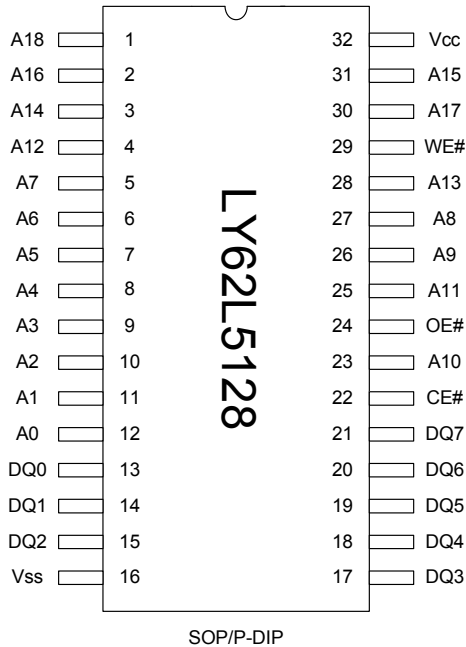 A18 1 32 Vcc
A16 2 31 A15
A14 3 30 A17
A12 4 29 WE#
A7 5 28 A13
A6 6 27 A8
A5 7 26 A9
A4 8 25 A11
A3 9 24 OE#
A2 10 23 A10
A1 11 22 CE#
A0 12 21 DQ7
DQ0 13 20 DQ6
DQ1 14 19 DQ5
DQ2 15 18 DQ4
Vss 16 17 DQ3
LY62L5128
SOP/P-DIP